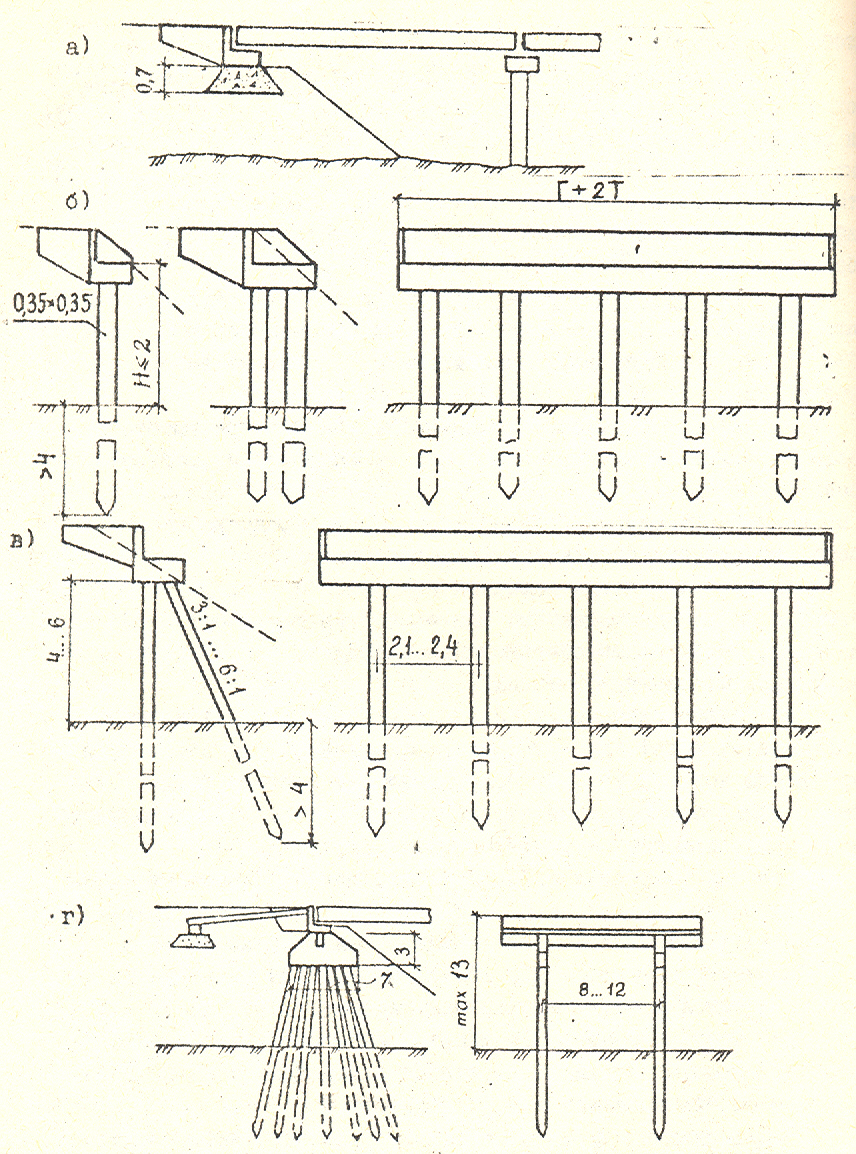 а)
0,7
б)
Г+2Т
0,35×0,35
H≤2
>4
в)
4...6
3:1 ... 6:1
2,1...2,4
>4
г)
3
7
max 13
8...12